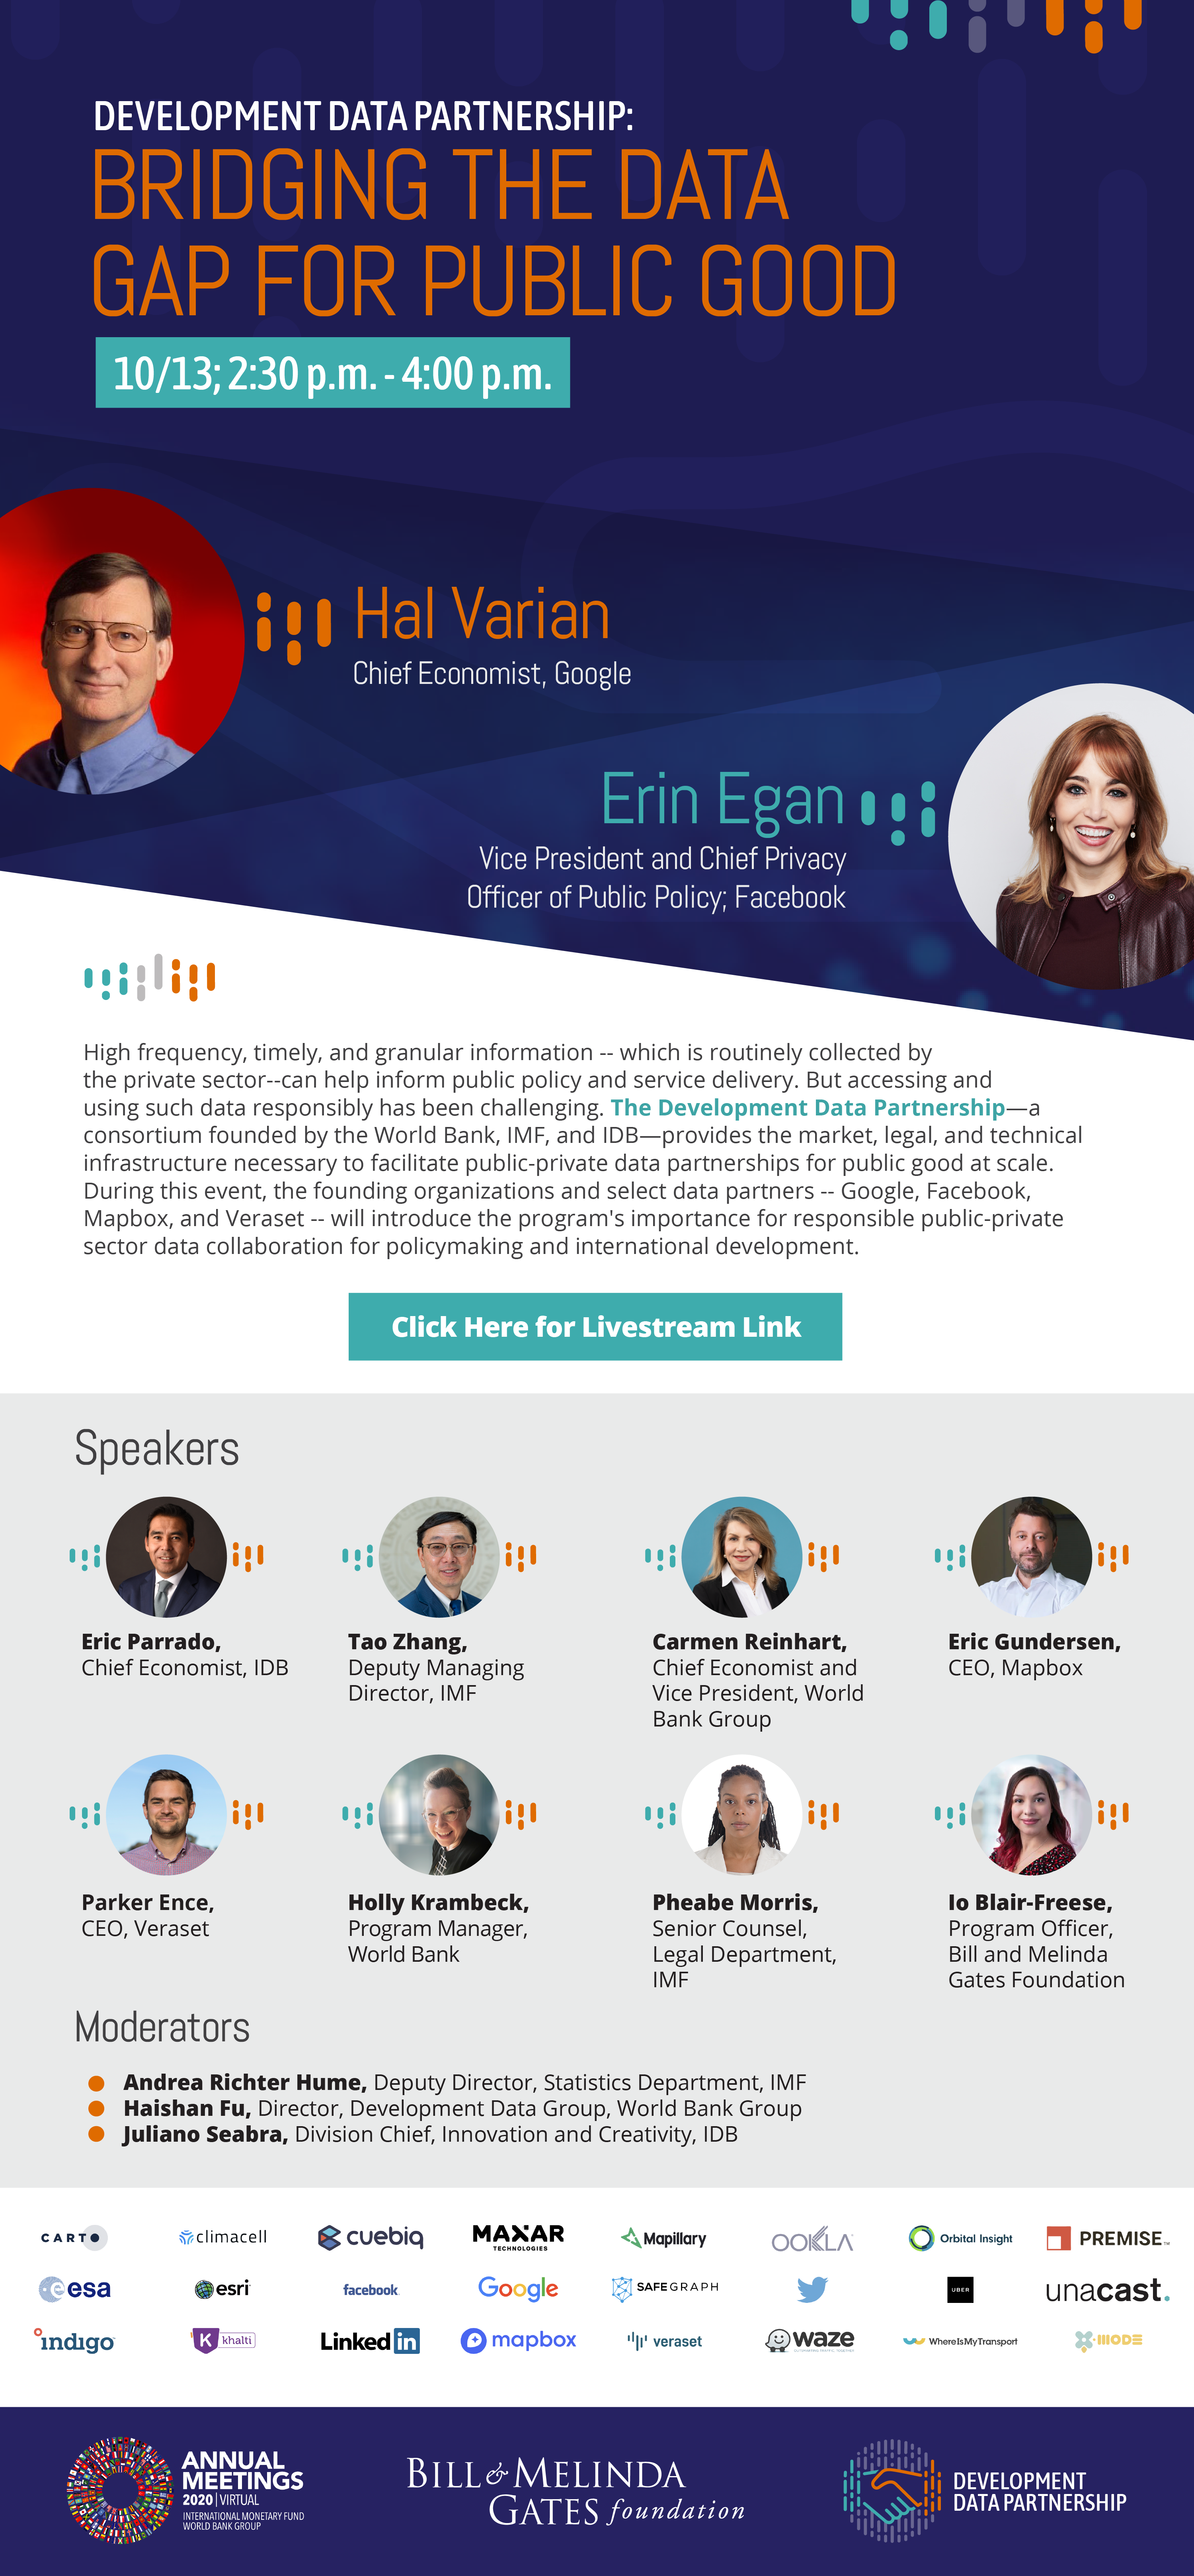 DEVELOPMENT DATA PARTNERSHIP:
BRIDGING THE DATA
GAP FOR PUBLIC GOOD
10/13; 2:30 p.m. - 4:00 p.m.
Hal Varian
Chief Economist, Google
Erin Egan
Vice President and Chief Privacy
Officer of Public Policy; Facebook
High frequency, timely, and granular information -- which is routinely collected by
the private sector--can help inform public policy and service delivery. But accessing and
using such data responsibly has been challenging. The Development Data Partnership—a
consortium founded by the World Bank, IMF, and IDB—provides the market, legal, and technical
infrastructure necessary to facilitate public-private data partnerships for public good at scale.
During this event, the founding organizations and select data partners -- Google, Facebook,
Mapbox, and Veraset -- will introduce the program's importance for responsible public-private
sector data collaboration for policymaking and international development.
Click Here for Livestream Link
Speakers
Eric Parrado,
Chief Economist, IDB
Tao Zhang,
Deputy Managing
Director, IMF
Carmen Reinhart,
Chief Economist and
Vice President, World
Bank Group
Eric Gundersen,
CEO, Mapbox
Parker Ence,
CEO, Veraset
Holly Krambeck,
Program Manager,
World Bank
Pheabe Morris,
Senior Counsel,
Legal Department,
IMF
Io Blair-Freese,
Program Officer,
Bill and Melinda
Gates Foundation
Moderators
Andrea Richter Hume, Deputy Director, Statistics Department, IMF
Haishan Fu, Director, Development Data Group, World Bank Group
Juliano Seabra, Division Chief, Innovation and Creativity, IDB
CARTO
climacell
cuebiq
MAXAR
TECHNOLOGIES
Mapillary
OOKLA
Orbital Insight
PREMISE™
esa
esri
facebook
Google
SAFEGRAPH
UBER
unacast.
indigo
K khalti
Linked in
mapbox
veraset
waze
WhereIsMyTransport
MODE
ANNUAL
MEETINGS
2020 | VIRTUAL
INTERNATIONAL MONETARY FUND
WORLD BANK GROUP
BILL & MELINDA
GATES foundation
DEVELOPMENT
DATA PARTNERSHIP